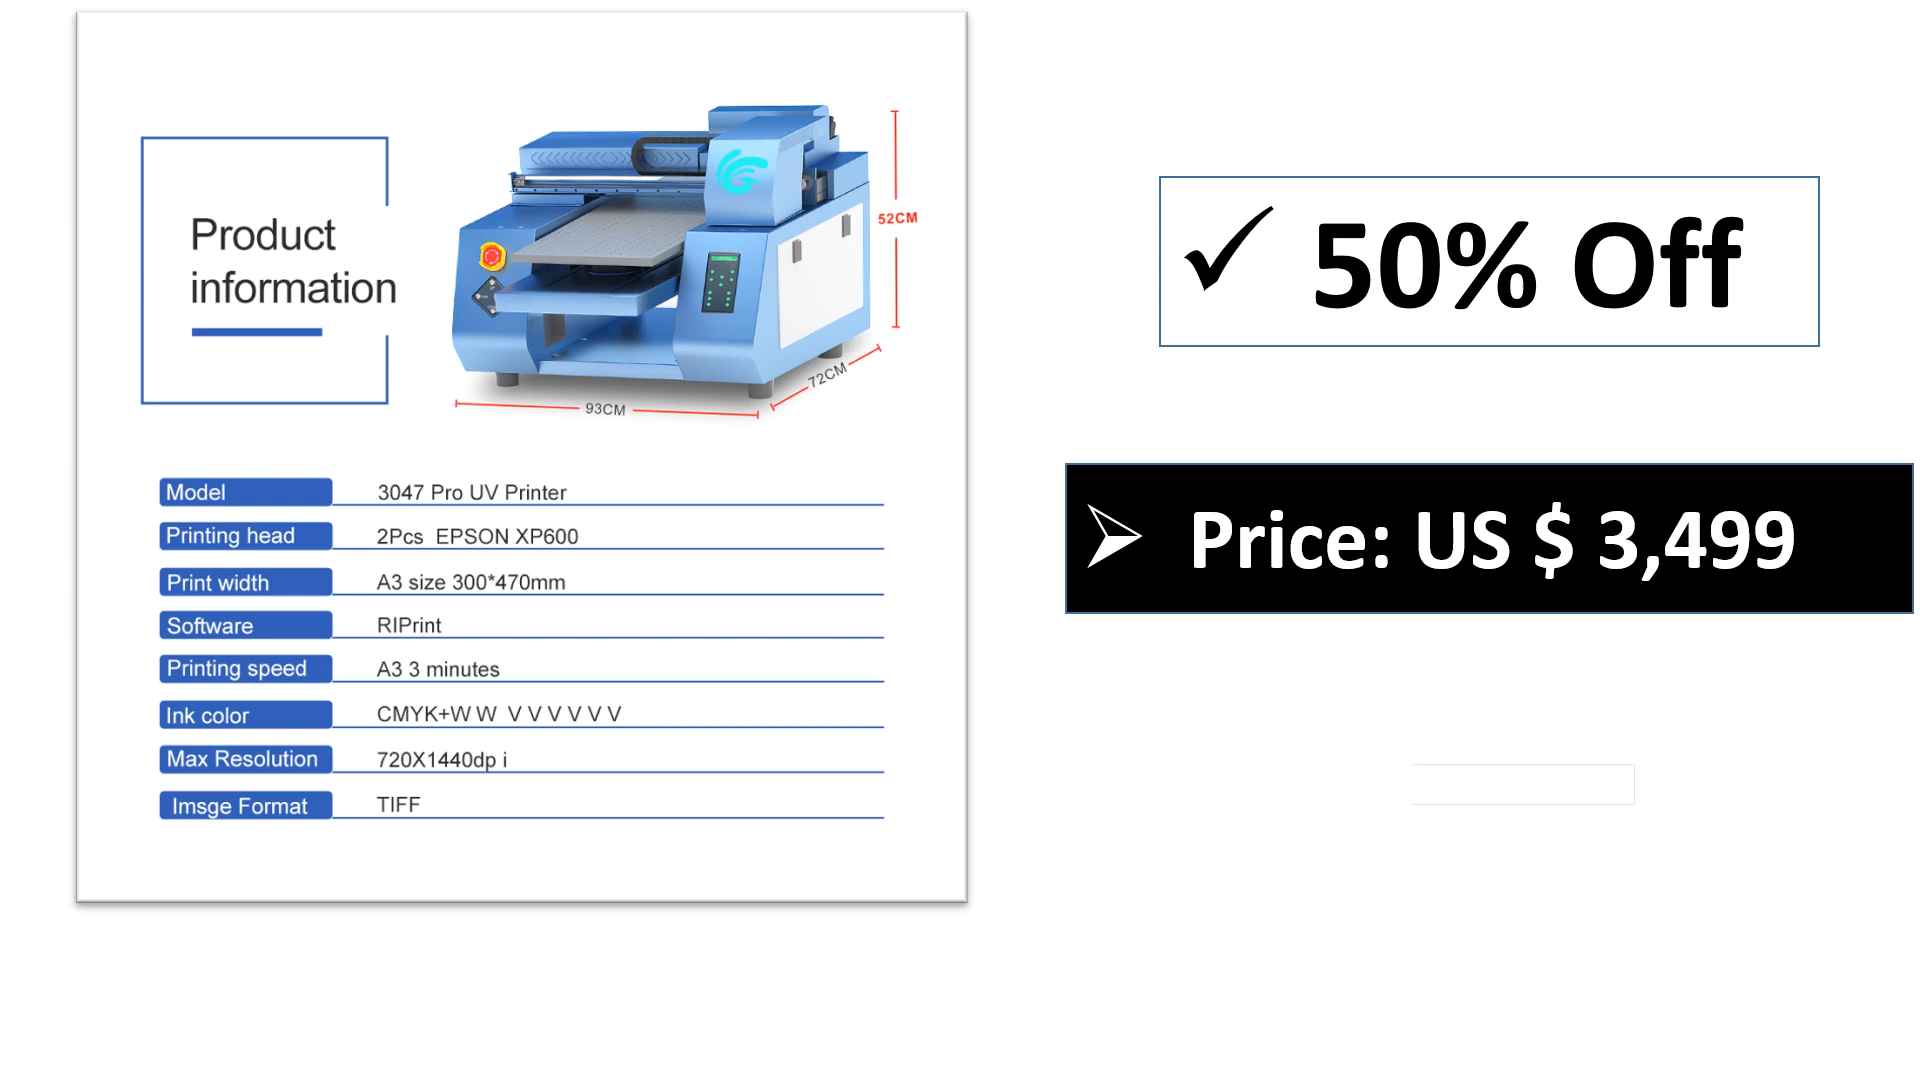 Product
information
52CM
72CM
93CM
Model 3047 Pro UV Printer
Printing head 2Pcs EPSON XP600
Print width A3 size 300*470mm
Software RIPrint
Printing speed A3 3 minutes
Ink color CMYK+W W V V V V V V
Max Resolution 720X1440dp i
Imsge Format TIFF
✓ 50% Off
➢ Price: US $ 3,499